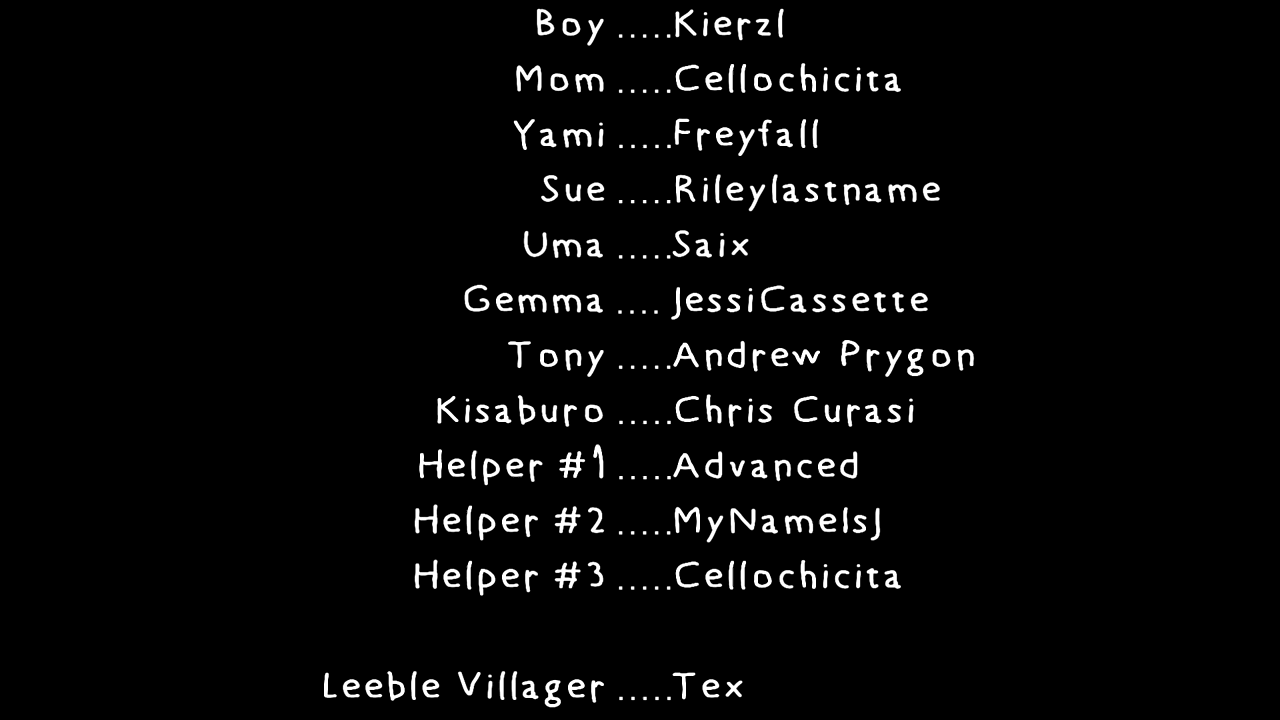 Boy .....Kierzl
Mom .....Cellochicita
Yami .....Freyfall
Sue .....Rileylastname
Uma .....Saix
Gemma .... JessiCassette
Tony .....Andrew Prygon
Kisaburo .....Chris Curasi
Helper #1 .....Advanced
Helper #2 .....MyNameIsJ
Helper #3 .....Cellochicita
Leeble Villager .....Tex